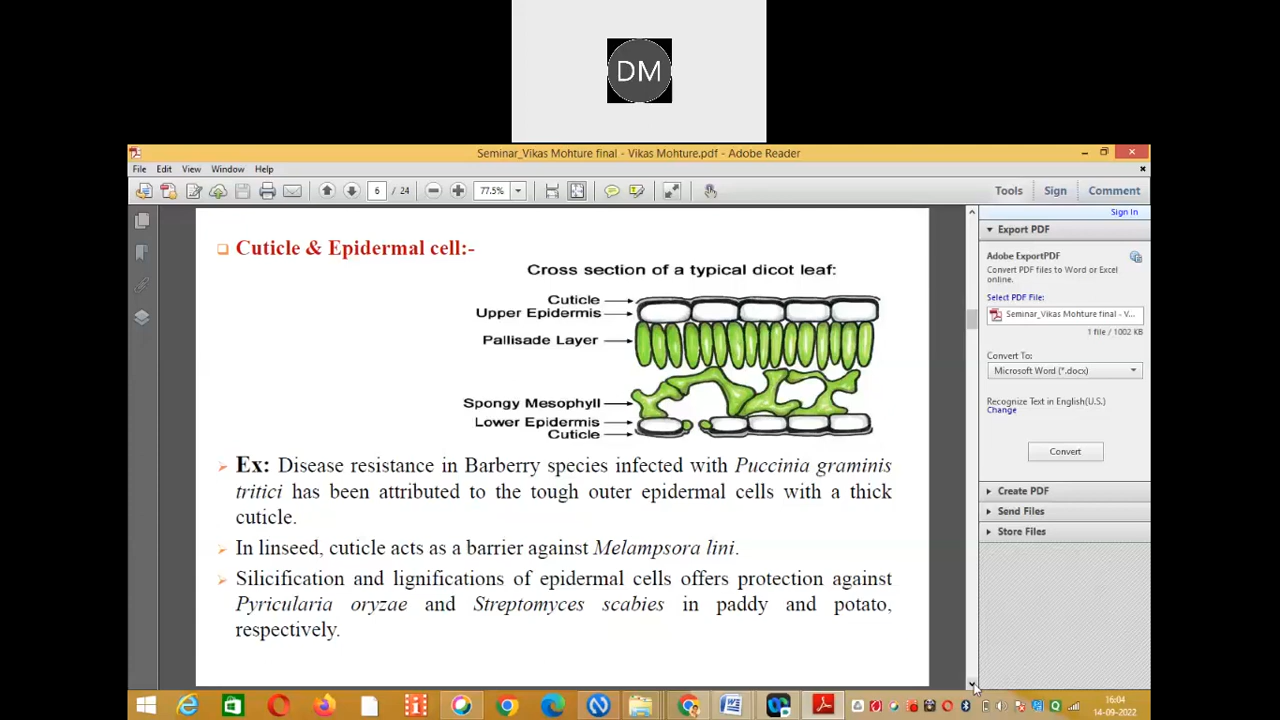 DM
Seminar_Vikas Mohture final - Vikas Mohture.pdf - Adobe Reader
File Edit View Window Help
6 / 24 77.5% Tools Sign Comment
Sign In
Export PDF
Adobe ExportPDF
Convert PDF files to Word or Excel
online.
Select PDF File:
Seminar_Vikas Mohture final - V...
1 file / 1002 KB
Convert To:
Microsoft Word (*.docx)
Recognize Text in English(U.S.)
Change
Convert
Create PDF
Send Files
Store Files
Cuticle & Epidermal cell:-
Cross section of a typical dicot leaf:
Cuticle
Upper Epidermis
Pallisade Layer
Spongy Mesophyll
Lower Epidermis
Cuticle
Ex: Disease resistance in Barberry species infected with Puccinia graminis
tritici has been attributed to the tough outer epidermal cells with a thick
cuticle.
In linseed, cuticle acts as a barrier against Melampsora lini.
Silicification and lignifications of epidermal cells offers protection against
Pyricularia oryzae and Streptomyces scabies in paddy and potato,
respectively.
16:04
14-09-2022